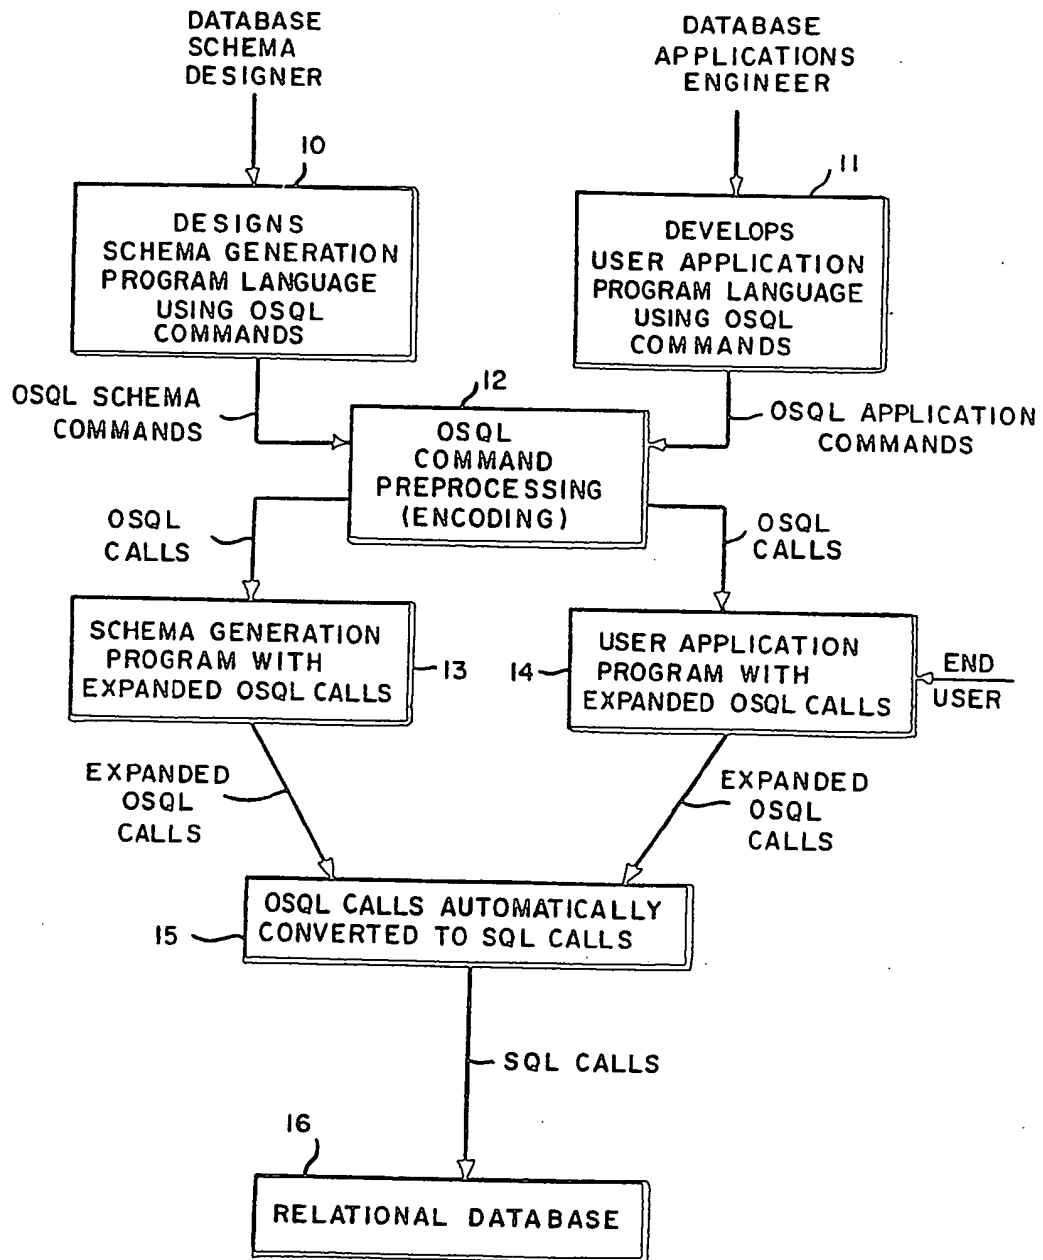 DATABASE
SCHEMA
DESIGNER
DATABASE
APPLICATIONS
ENGINEER
10
11
DESIGNS
SCHEMA GENERATION
PROGRAM LANGUAGE
USING OSQL
COMMANDS
DEVELOPS
USER APPLICATION
PROGRAM LANGUAGE
USING OSQL
COMMANDS
OSQL SCHEMA
COMMANDS
12
OSQL
COMMAND
PREPROCESSING
(ENCODING)
OSQL APPLICATION
COMMANDS
OSQL
CALLS
OSQL
CALLS
SCHEMA GENERATION
PROGRAM WITH
EXPANDED OSQL CALLS
13
14
USER APPLICATION
PROGRAM WITH
EXPANDED OSQL CALLS
END
USER
EXPANDED
OSQL
CALLS
EXPANDED
OSQL
CALLS
15
OSQL CALLS AUTOMATICALLY
CONVERTED TO SQL CALLS
SQL CALLS
16
RELATIONAL DATABASE